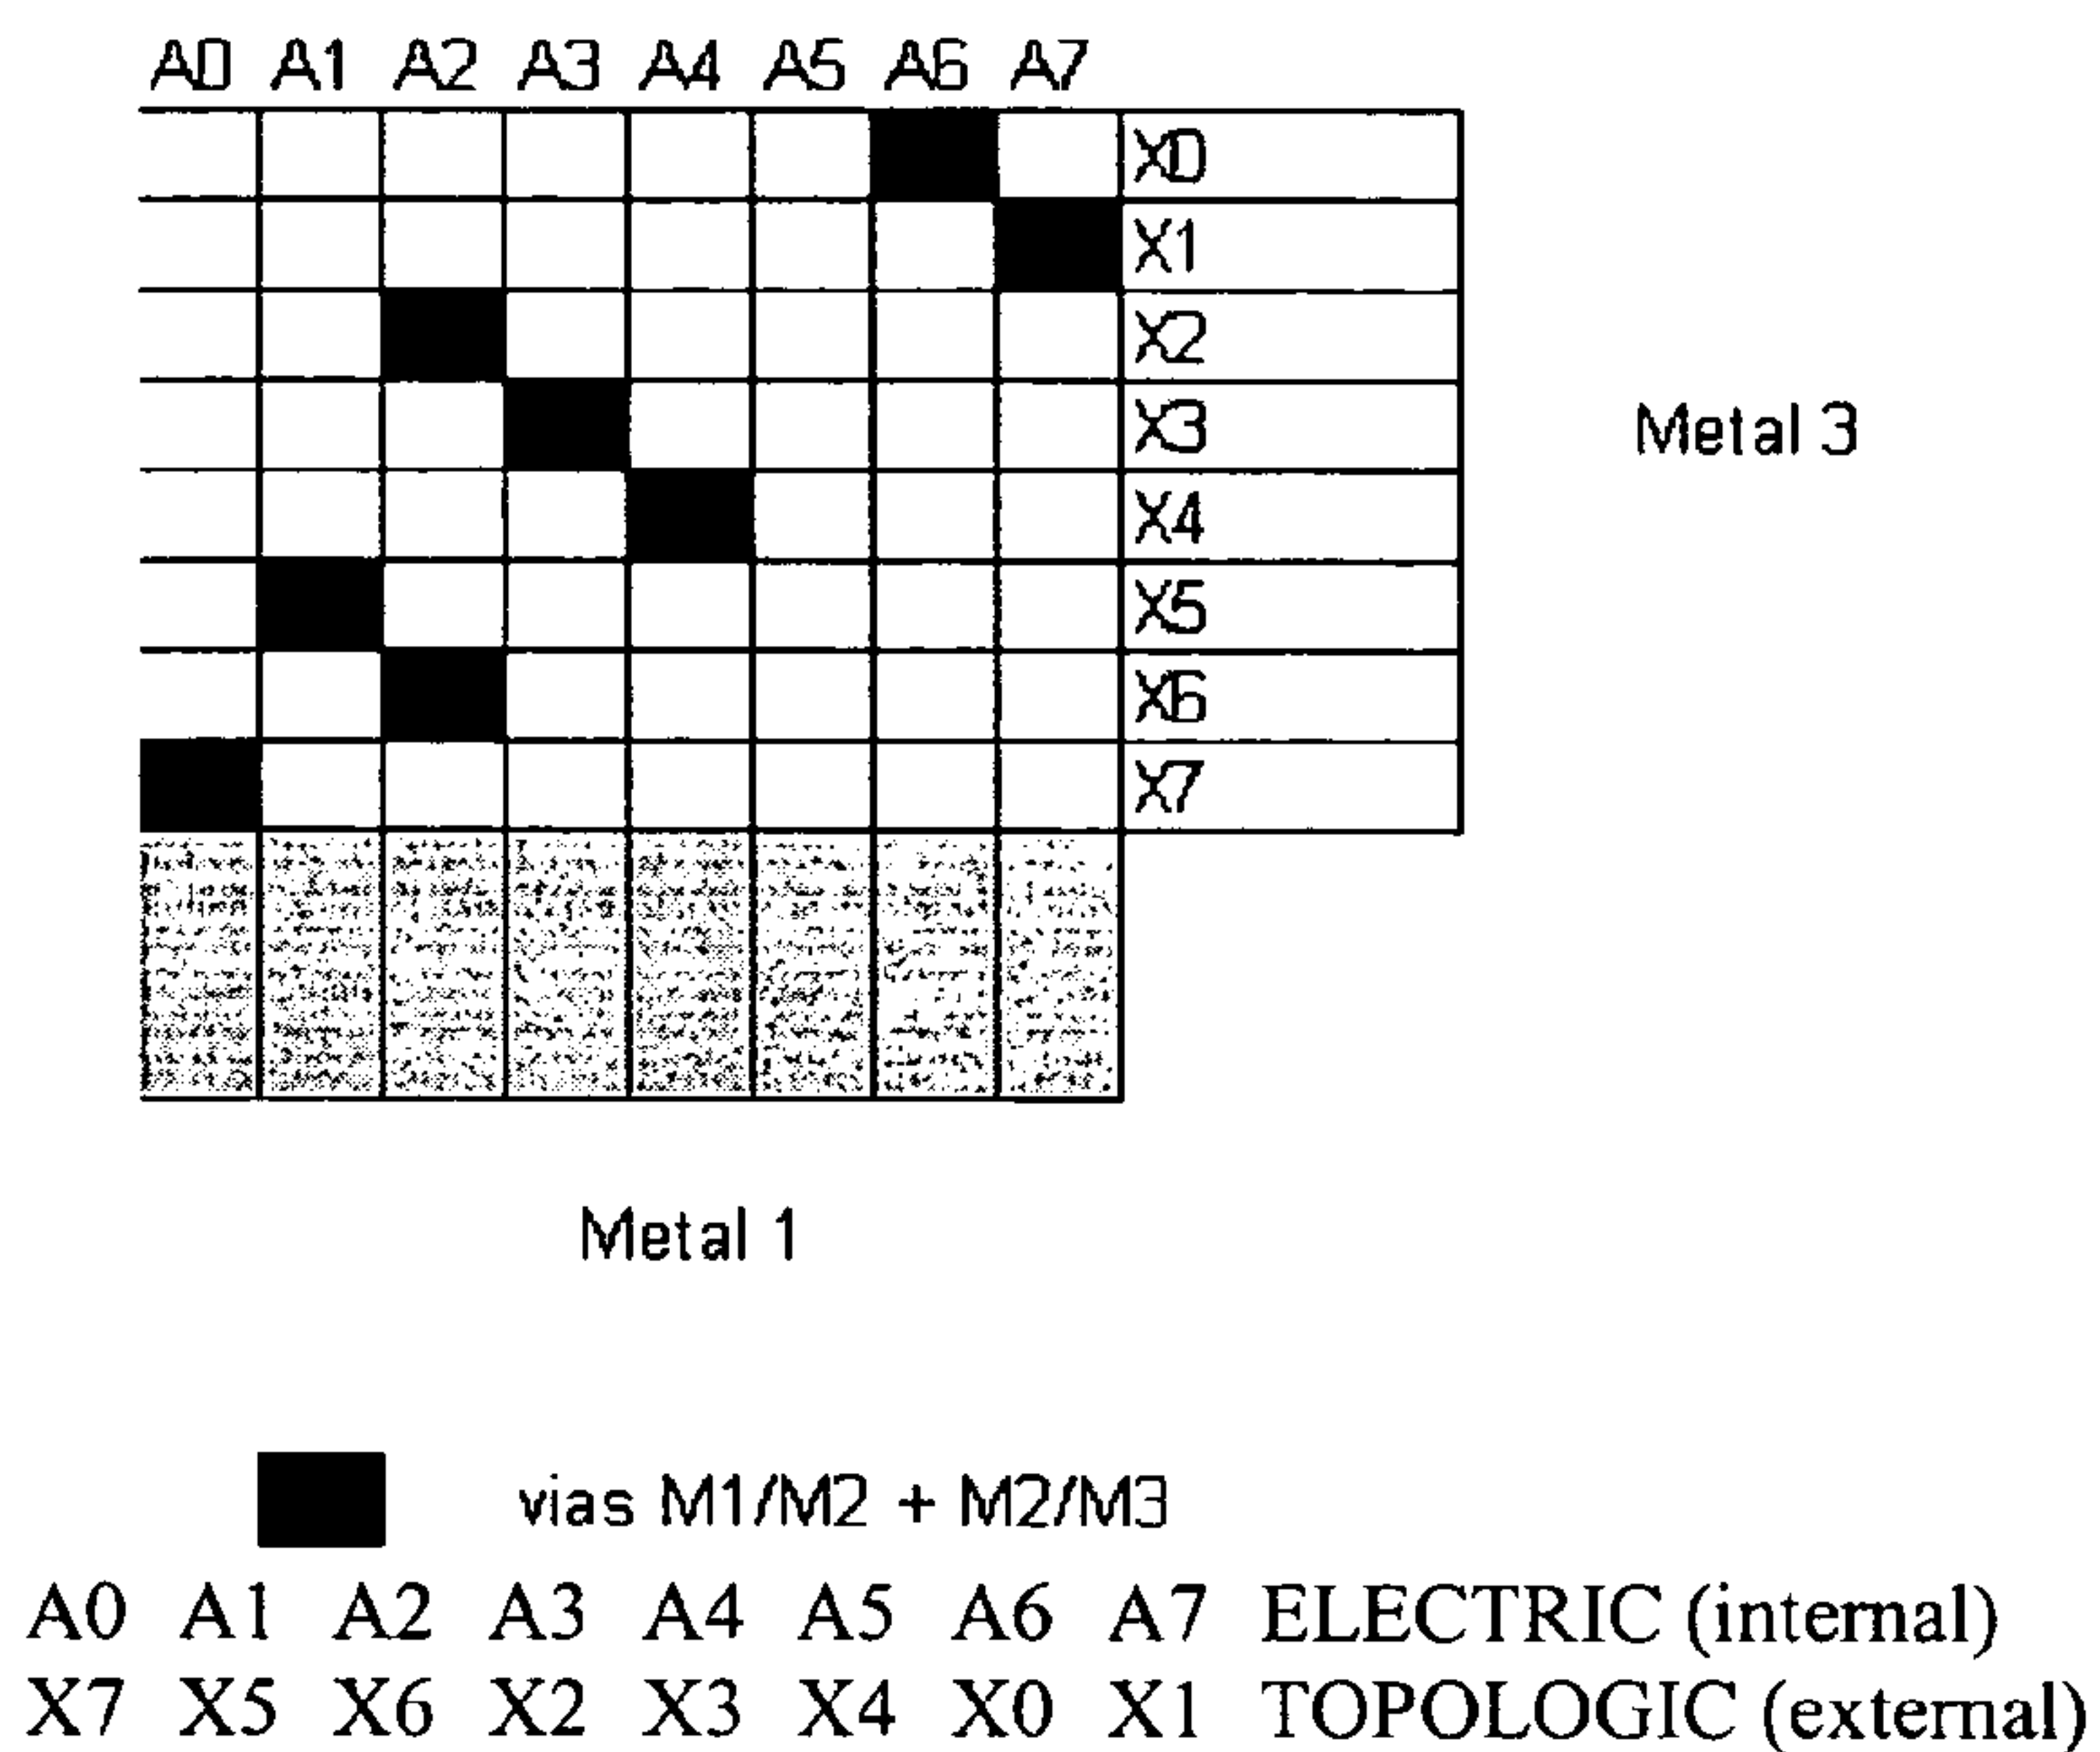 A0 A1 A2 A3 A4 A5 A6 A7
X0
X1
X2
X3
Metal 3
X4
X5
X6
X7
Metal 1
vias M1/M2 + M2/M3
A0 A1 A2 A3 A4 A5 A6 A7 ELECTRIC (internal)
X7 X5 X6 X2 X3 X4 X0 X1 TOPOLOGIC (external)